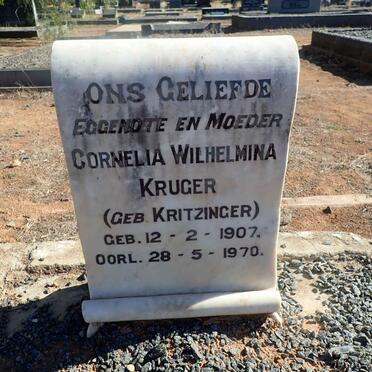 ONS GELIEFDE
EGGENOTE EN MOEDER
CORNELIA WILHELMINA
KRUGER
(GEB. KRITZINGER)
GEB. 12 - 2 - 1907.
OORL. 28 - 5 - 1970.